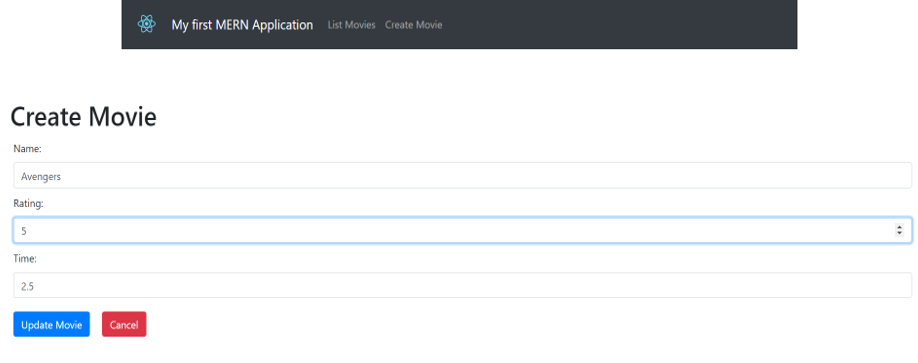 My first MERN Application List Movies Create Movie
Create Movie
Name:
Avengers
Rating:
5
Time:
2.5
Update Movie Cancel